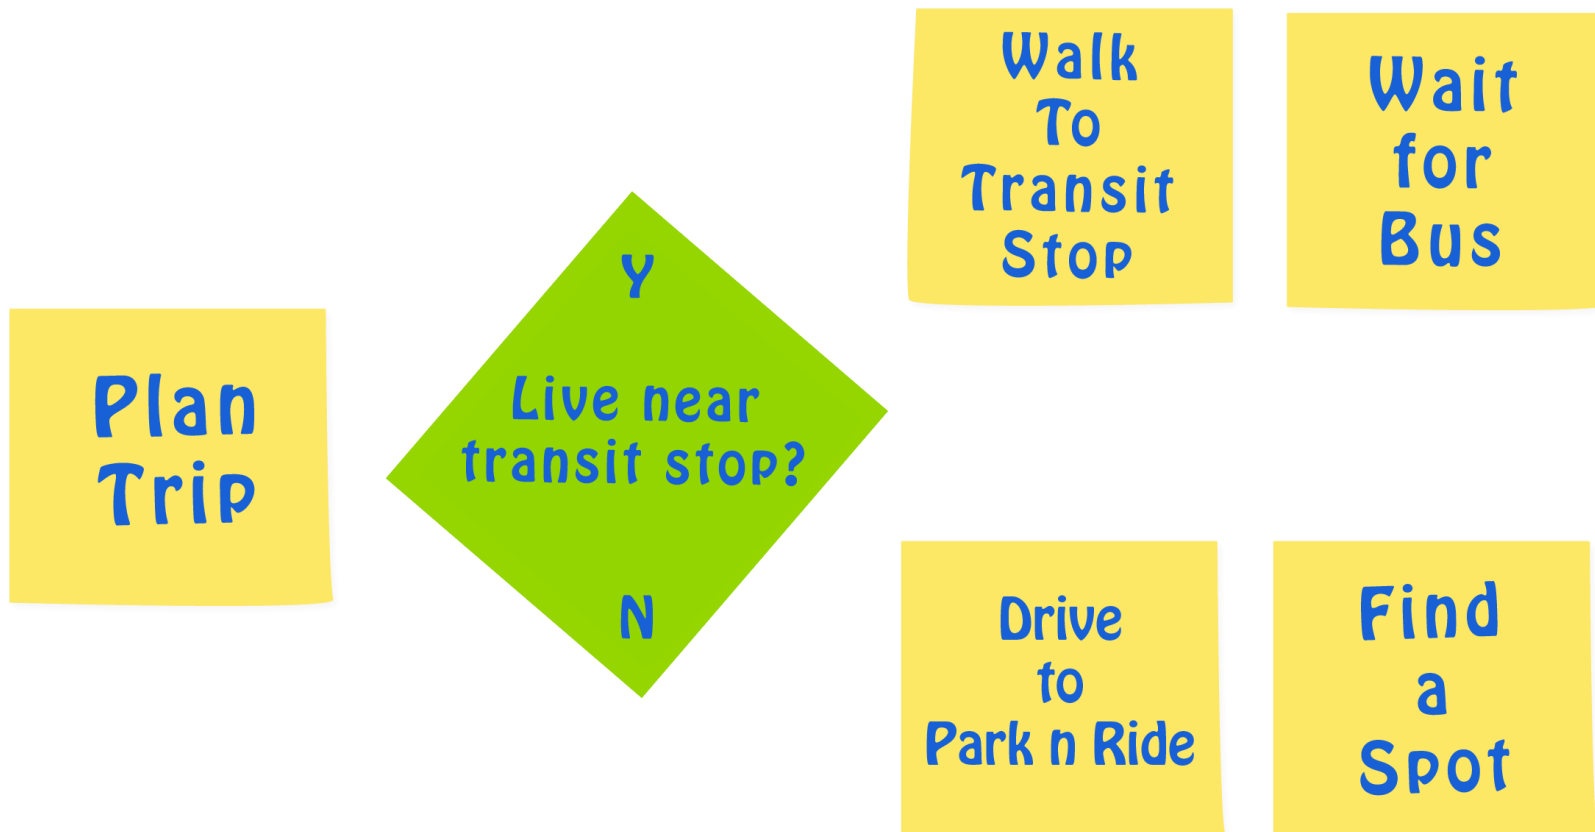 Plan
Trip
Y
Live near
transit stop?
N
Walk
To
Transit
Stop
Wait
for
Bus
Drive
to
Park n Ride
Find
a
Spot